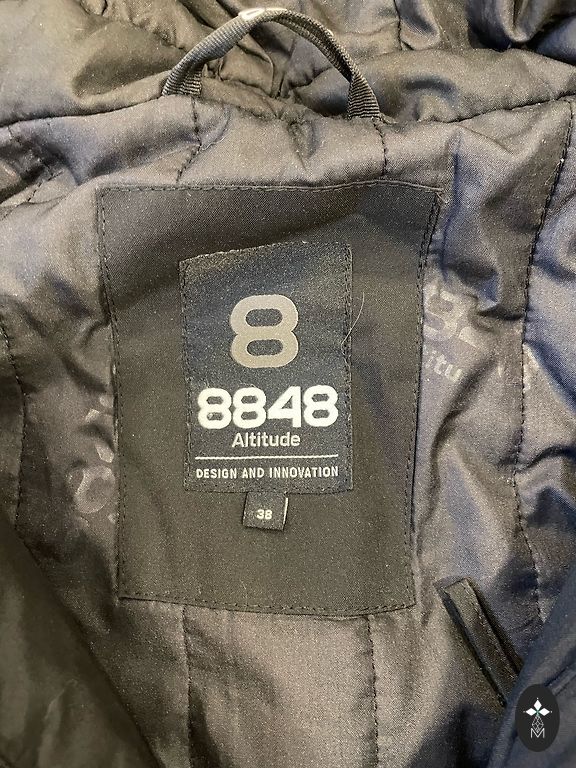 8
8848
Altitude
DESIGN AND INNOVATION
38